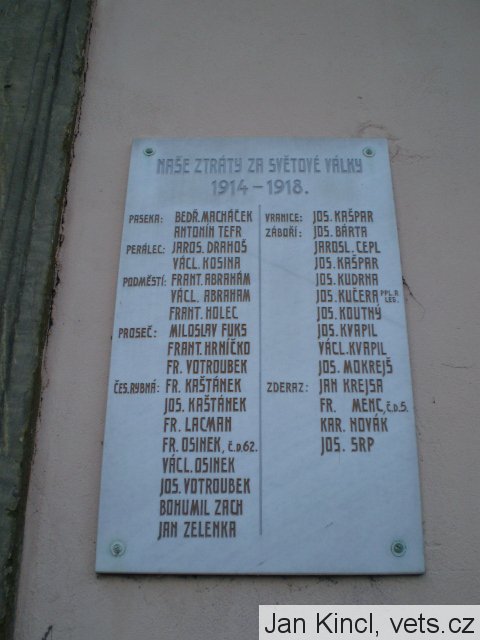 NAŠE ZTRÁTY ZA SVĚTOVÉ VÁLKY
1914 – 1918.
PASEKA: BEDŘ. MACHÁČEK
ANTONÍN TEFR
PERÁLEC: JAROS. DRAHOŠ
VÁCL. KOSINA
PODMĚSTÍ: FRANT. ABRAHÁM
VÁCL. ABRAHAM
FRANT. HOLEC
PROSEČ: MILOSLAV FUKS
FRANT. HRNÍČKO
FR. VOTROUBEK
ČES. RYBNÁ: FR. KAŠTÁNEK
JOS. KAŠTÁNEK
FR. LACMAN
FR. OSINEK, Č.D. 62.
VÁCL. OSINEK
JOS. VOTROUBEK
BOHUMIL ZACH
JAN ZELENKA
VRANICE: JOS. KAŠPAR
ZÁBOŘÍ: JOS. BÁRTA
JAROSL. CEPL
JOS. KAŠPAR
JOS. KUDRNA
JOS. KUČERA PPL. R. LEG.
JOS. KOUTNÝ
JOS. KVAPIL
VÁCL. KVAPIL
JOS. MOKREJŠ
ZDERAZ: JAN KREJSA
FR. MENC, Č.D. 5.
KAR. NOVÁK
JOS. SRP
Jan Kincl, vets.cz